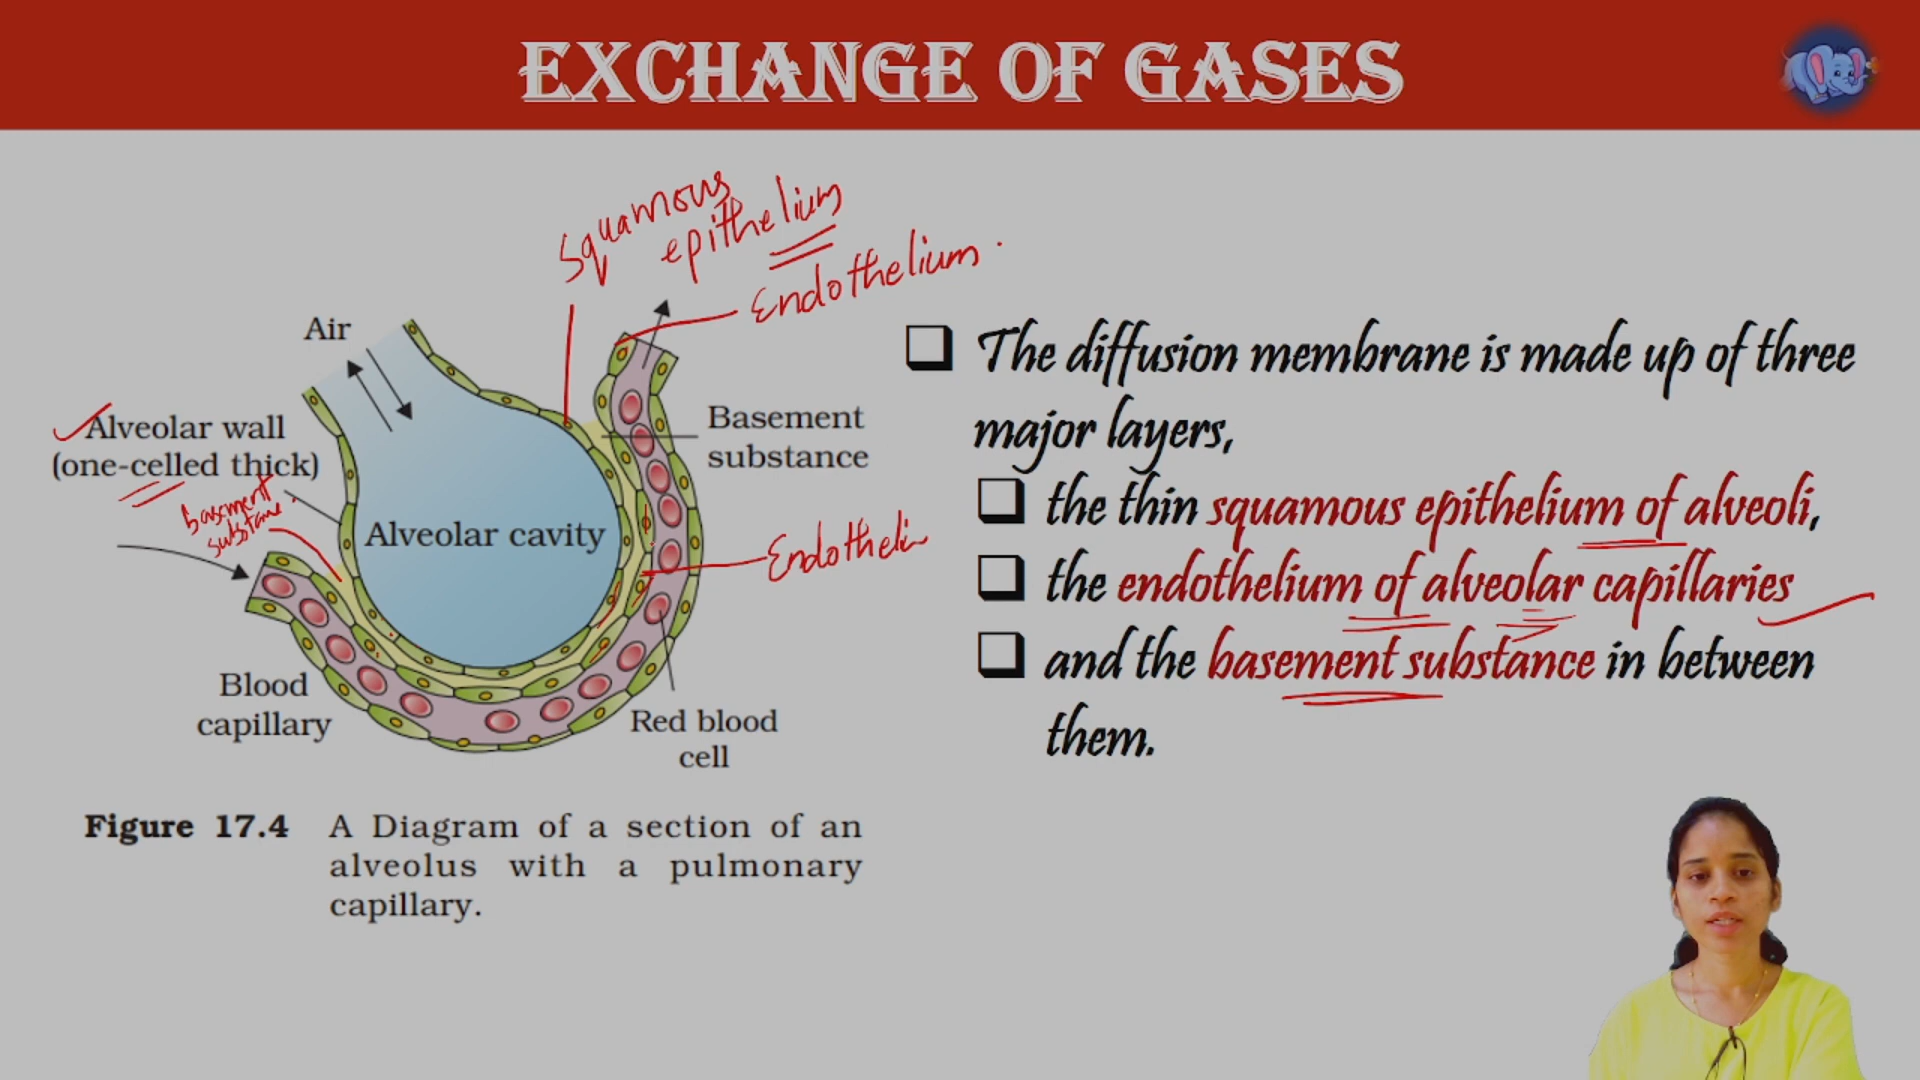 EXCHANGE OF GASES
Squamous
epithelium
Endothelium.
Air
Alveolar wall
(one-celled thick)
Basement
substance
basement
Alveolar cavity
Endotheli
Blood
capillary
Red blood
cell
Figure 17.4 A Diagram of a section of an
alveolus with a pulmonary
capillary.
The diffusion membrane is made up of three
major layers,
the thin squamous epithelium of alveoli,
the endothelium of alveolar capillaries
and the basement substance in between
them.